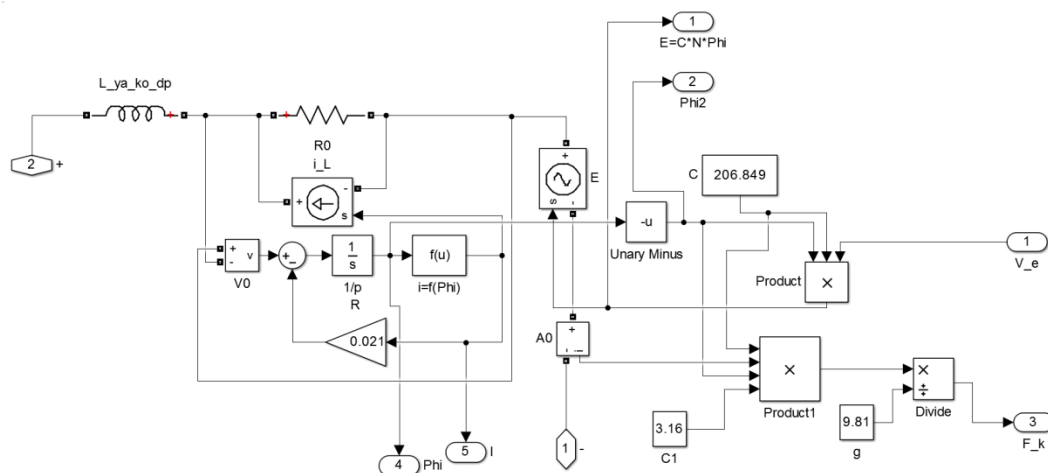 1
E=C*N*Phi
L_ya_ko_dp
2
Phi2
+
+
2 +
R0
i_L
-
+
s
+
E
s
-
C
206.849
-u
Unary Minus
1
V_e
+
-
v
V0
+
-
1
s
1/p
R
f(u)
i=f(Phi)
Product
×
0.021
A0
+
-
i
×
Product1
×
÷
Divide
3.16
C1
9.81
g
3
F_k
4 Phi
5 I
1 -